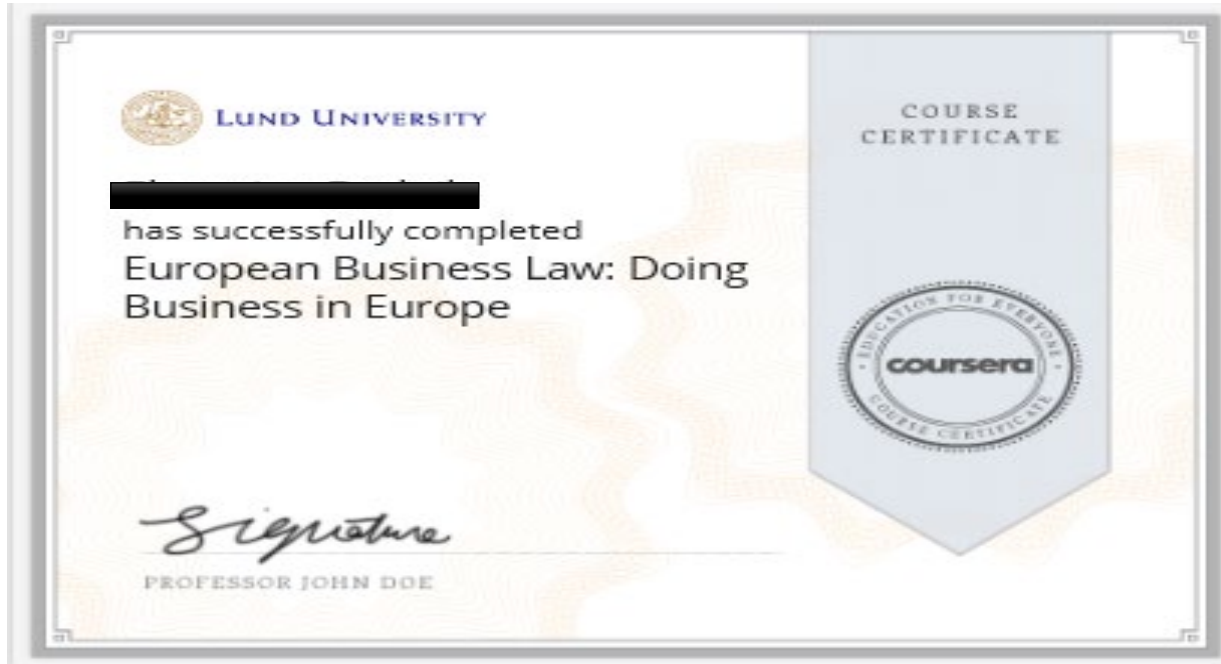 LUND UNIVERSITY
has successfully completed
European Business Law: Doing
Business in Europe
Signature
PROFESSOR JOHN DOE
COURSE
CERTIFICATE
EDUCATION FOR EVERYONE
coursera
COURSE CERTIFICATE